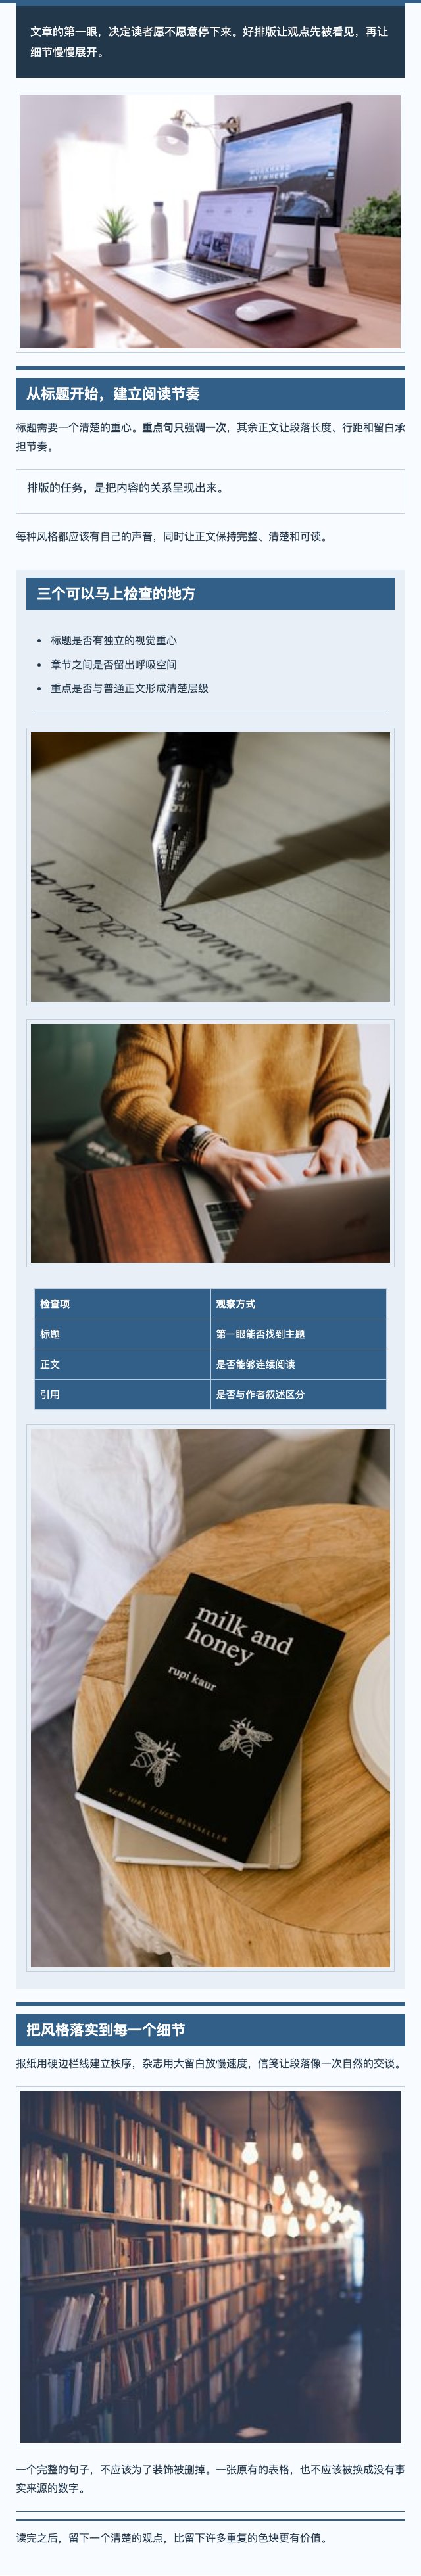 文章的第一眼，决定读者愿不愿意停下来。好排版让观点先被看见，再让
细节慢慢展开。
从标题开始，建立阅读节奏
标题需要一个清楚的重心。重点句只强调一次，其余正文让段落长度、行距和留白承
担节奏。
排版的任务，是把内容的关系呈现出来。
每种风格都应该有自己的声音，同时让正文保持完整、清楚和可读。
三个可以马上检查的地方
• 标题是否有独立的视觉重心
• 章节之间是否留出呼吸空间
• 重点是否与普通正文形成清楚层级
检查项 观察方式
标题 第一眼能否找到主题
正文 是否能够连续阅读
引用 是否与作者叙述区分
milk and
honey
rupi kaur
NEW YORK TIMES BESTSELLER
把风格落实到每一个细节
报纸用硬边栏线建立秩序，杂志用大留白放慢速度，信笺让段落像一次自然的交谈。
一个完整的句子，不应该为了装饰被删掉。一张原有的表格，也不应该被换成没有事
实来源的数字。
读完之后，留下一个清楚的观点，比留下许多重复的色块更有价值。